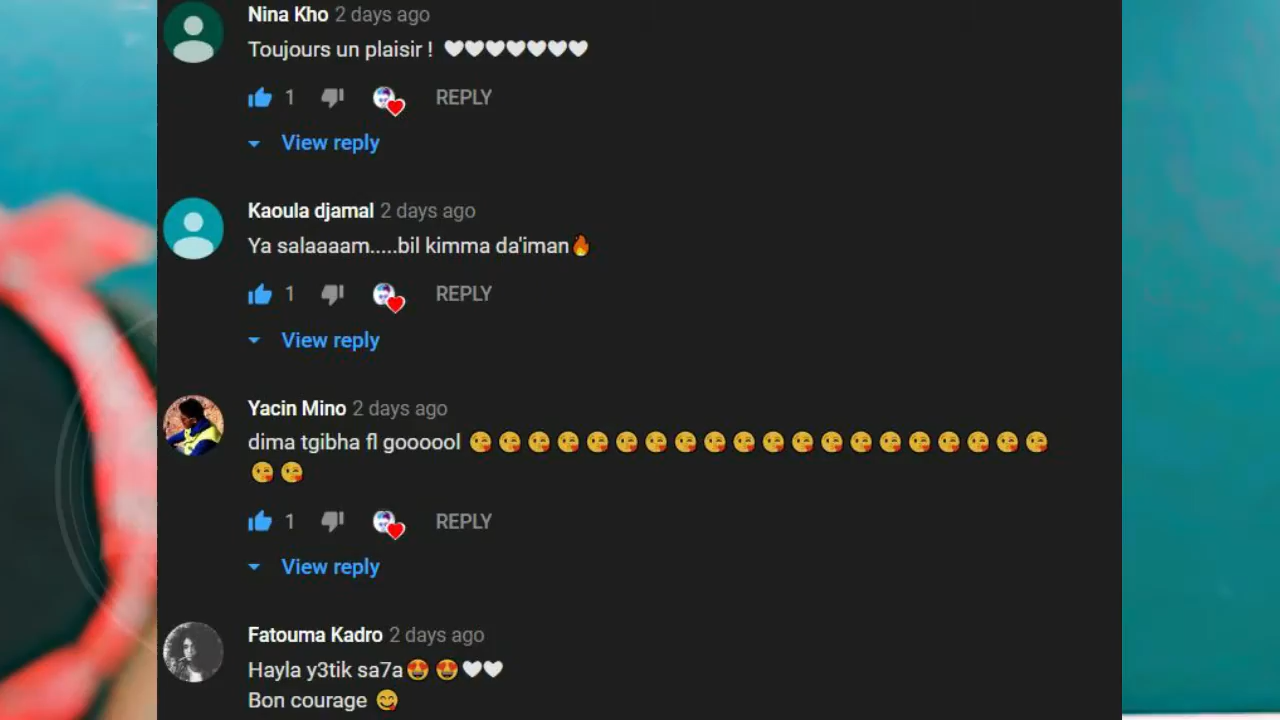 Nina Kho 2 days ago
Toujours un plaisir ! 🤍🤍🤍🤍🤍🤍🤍
1 REPLY
View reply
Kaoula djamal 2 days ago
Ya salaaaam.....bil kimma da'iman🔥
1 REPLY
View reply
Yacin Mino 2 days ago
dima tgibha fl goooool 😘😘😘😘😘😘😘😘😘😘😘😘😘😘😘😘😘😘😘😘
😘😘
1 REPLY
View reply
Fatouma Kadro 2 days ago
Hayla y3tik sa7a😍😍🤍🤍
Bon courage 😋